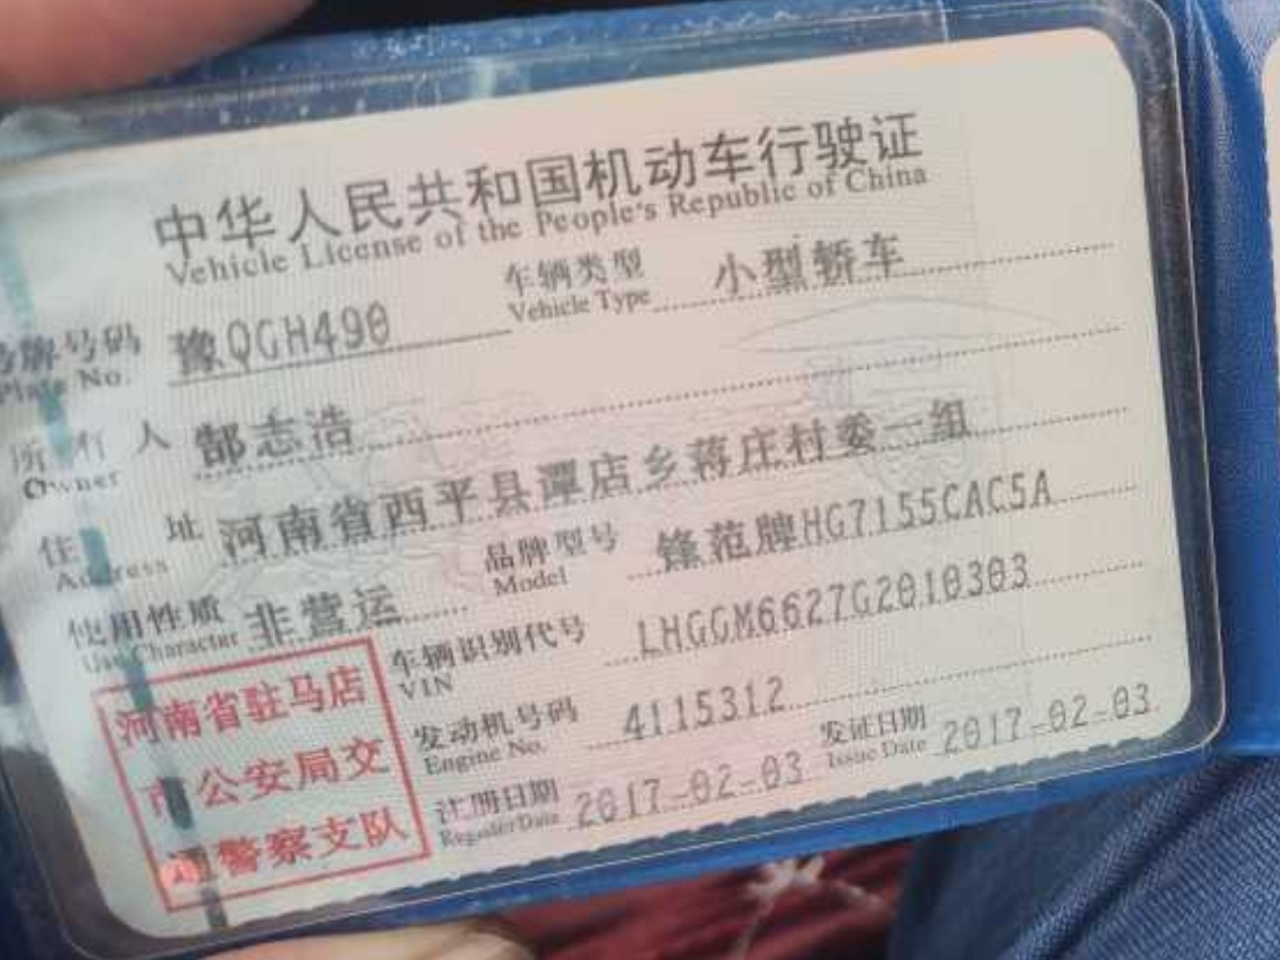 中华人民共和国机动车行驶证
Vehicle License of the People's Republic of China
号牌号码 豫QGH490 车辆类型 小型轿车
Plate No. Vehicle Type
所有人 郜志浩
Owner
住址 河南省西平县潭店乡蒋庄村委一组
Address
使用性质 非营运 品牌型号 锋范牌HG7155CAC5A
Use Character Model
车辆识别代号 LHGGM6627G2010303
VIN
发动机号码 4115312 发证日期 2017-02-03
Engine No. Issue Date
注册日期 2017-02-03
Register Date
河南省驻马店
市公安局交
通警察支队